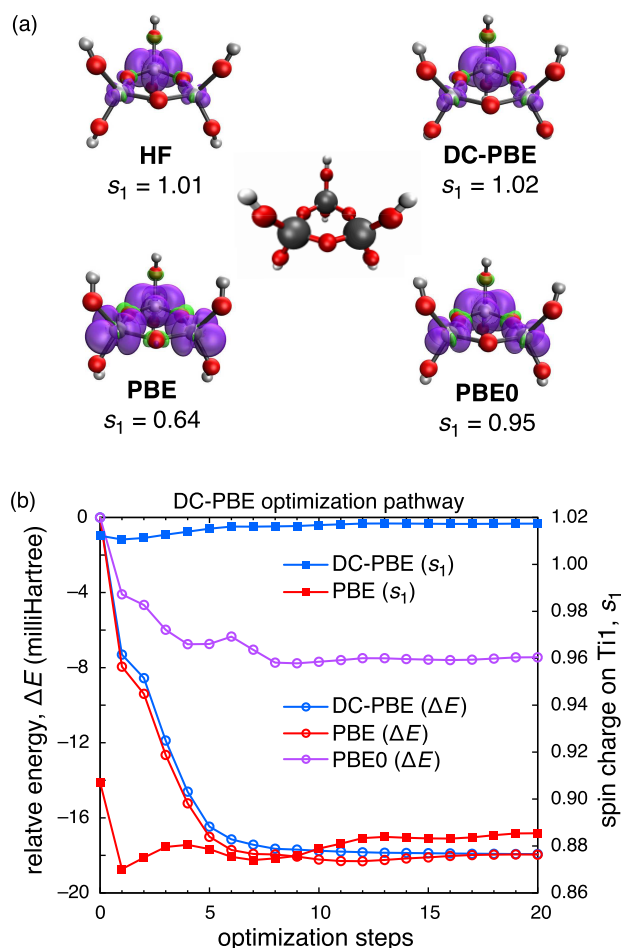 (a)
HF
s₁ = 1.01
DC-PBE
s₁ = 1.02
PBE
s₁ = 0.64
PBE0
s₁ = 0.95
(b)
DC-PBE optimization pathway
relatve energy, ΔE (milliHartree)
0
−4
−8
−12
−16
−20
DC-PBE (s₁)
PBE (s₁)
DC-PBE (ΔE)
PBE (ΔE)
PBE0 (ΔE)
1.02
1.00
0.98
0.96
0.94
0.92
0.90
0.88
0.86
spin charge on Ti1, s₁
0 5 10 15 20
optimization steps